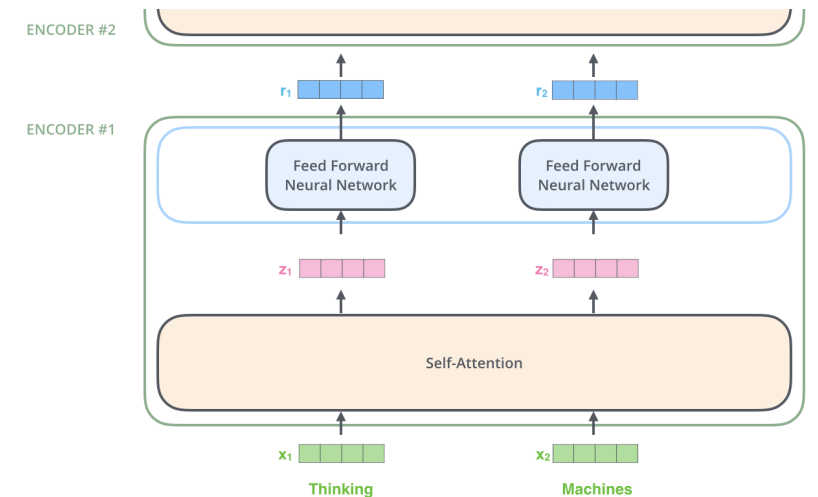 ENCODER #2
r1
r2
ENCODER #1
Feed Forward
Neural Network
Feed Forward
Neural Network
z1
z2
Self-Attention
x1
x2
Thinking
Machines